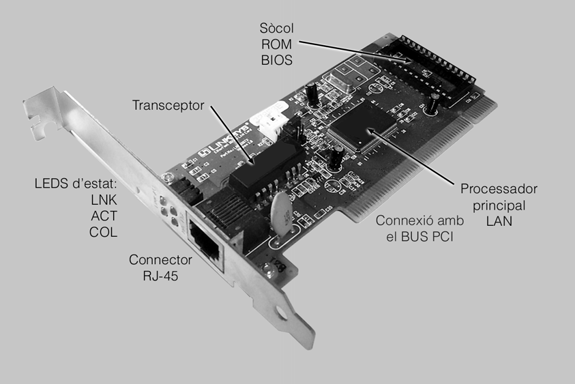 Sòcol
ROM
BIOS
Transceptor
LINKSYS
LEDS d'estat:
LNK
ACT
COL
Connector
RJ-45
Processador
principal
LAN
Connexió amb
el BUS PCI